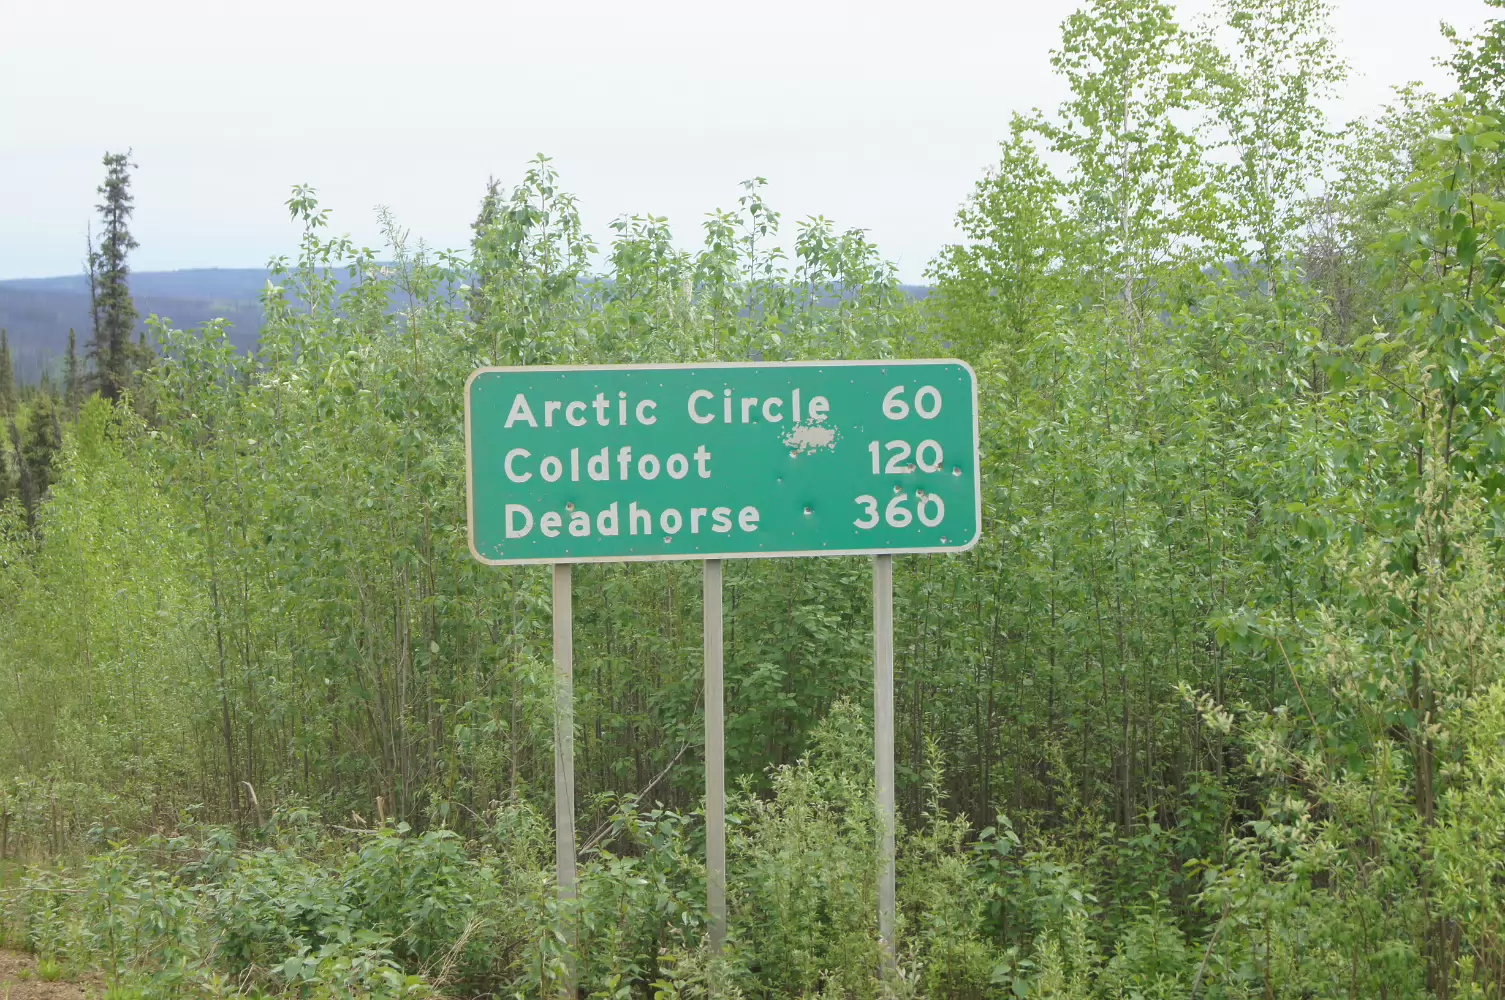 Arctic Circle 60
Coldfoot 120
Deadhorse 360